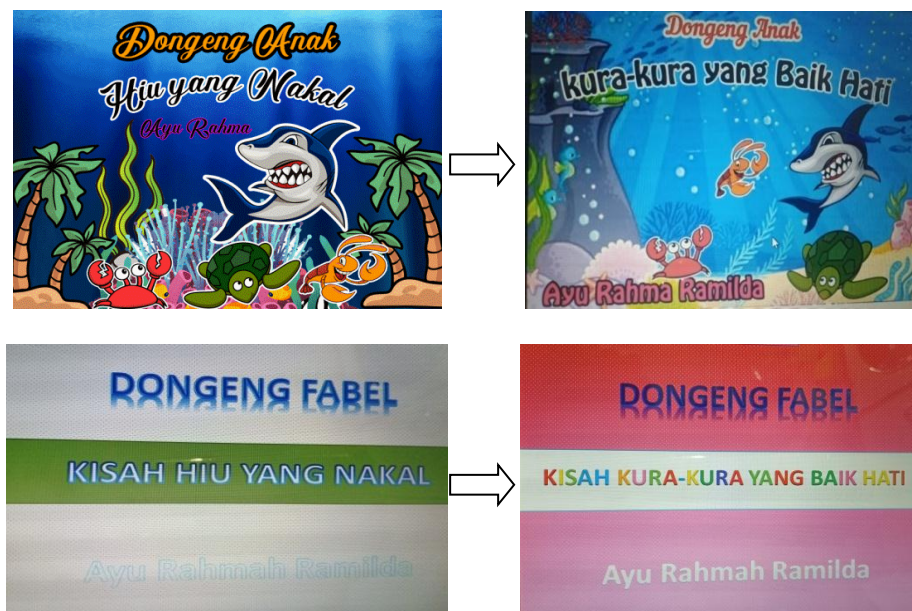 Dongeng Anak
Hiu yang Nakal
Ayu Rahma
Dongeng Anak
kura-kura yang Baik Hati
Ayu Rahma Ramilda
DONGENG FABEL
KISAH HIU YANG NAKAL
Ayu Rahmah Ramilda
DONGENG FABEL
KISAH KURA-KURA YANG BAIK HATI
Ayu Rahmah Ramilda